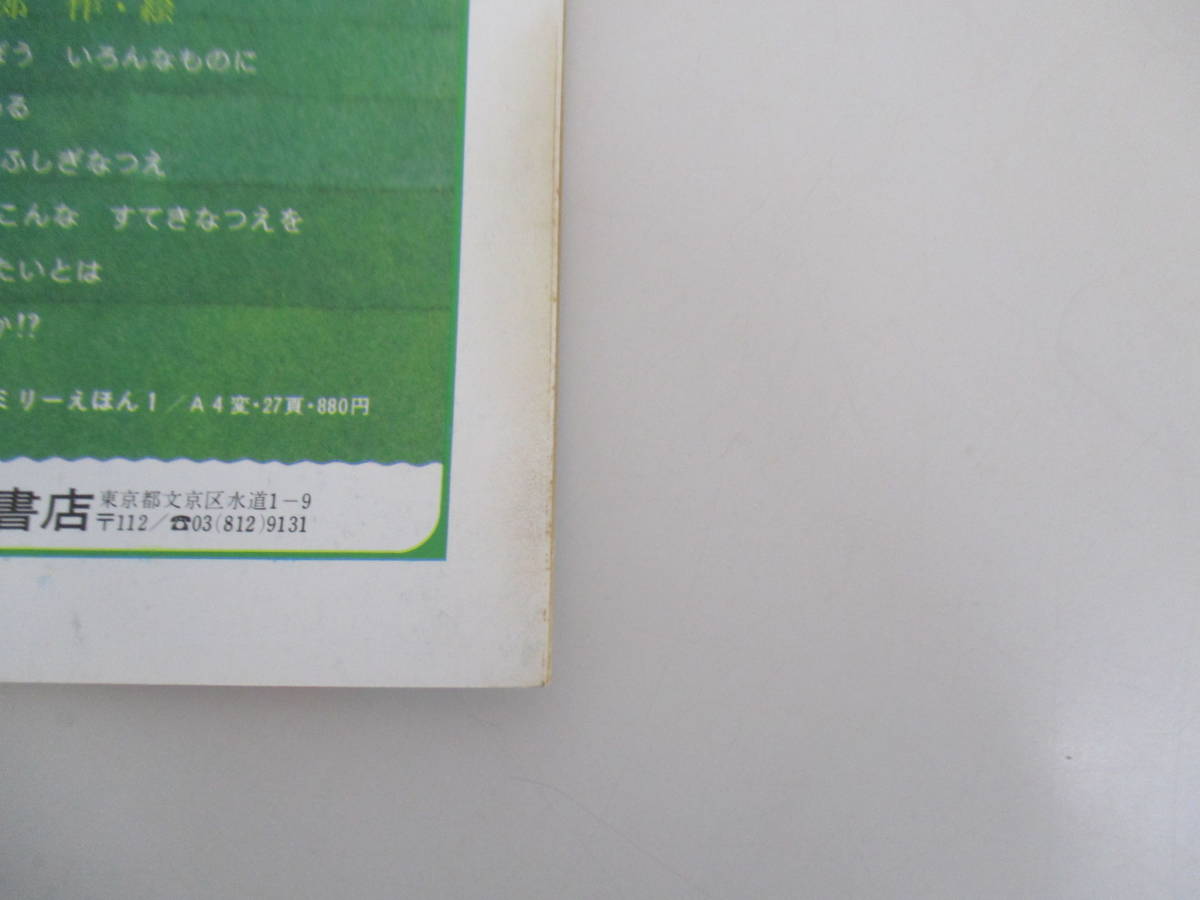 作・絵
ぼう いろんなものに
る
ふしぎなつえ
こんな すてきなつえを
たいとは
か!?
ミリーえほん1/A4変・27頁・880円
書店 東京都文京区水道1-9
〒112/☎03(812)9131